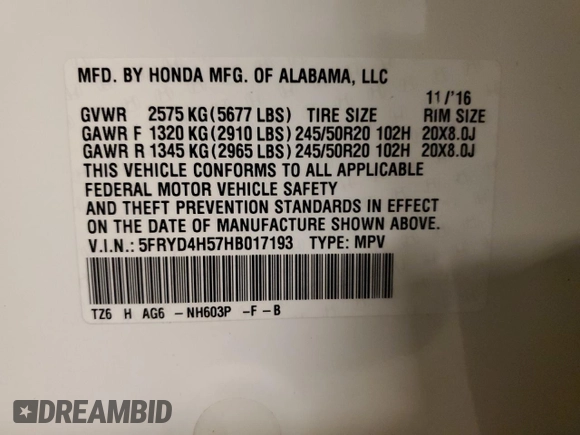 MFD. BY HONDA MFG. OF ALABAMA, LLC
11/'16
GVWR 2575 KG(5677 LBS) TIRE SIZE RIM SIZE
GAWR F 1320 KG(2910 LBS)245/50R20 102H 20X8.0J
GAWR R 1345 KG(2965 LBS)245/50R20 102H 20X8.0J
THIS VEHICLE CONFORMS TO ALL APPLICABLE
FEDERAL MOTOR VEHICLE SAFETY
AND THEFT PREVENTION STANDARDS IN EFFECT
ON THE DATE OF MANUFACTURE SHOWN ABOVE.
V.I.N.: 5FRYD4H57HB017193 TYPE: MPV
TZ6 H AG6 - NH603P -F - B
DREAMBID